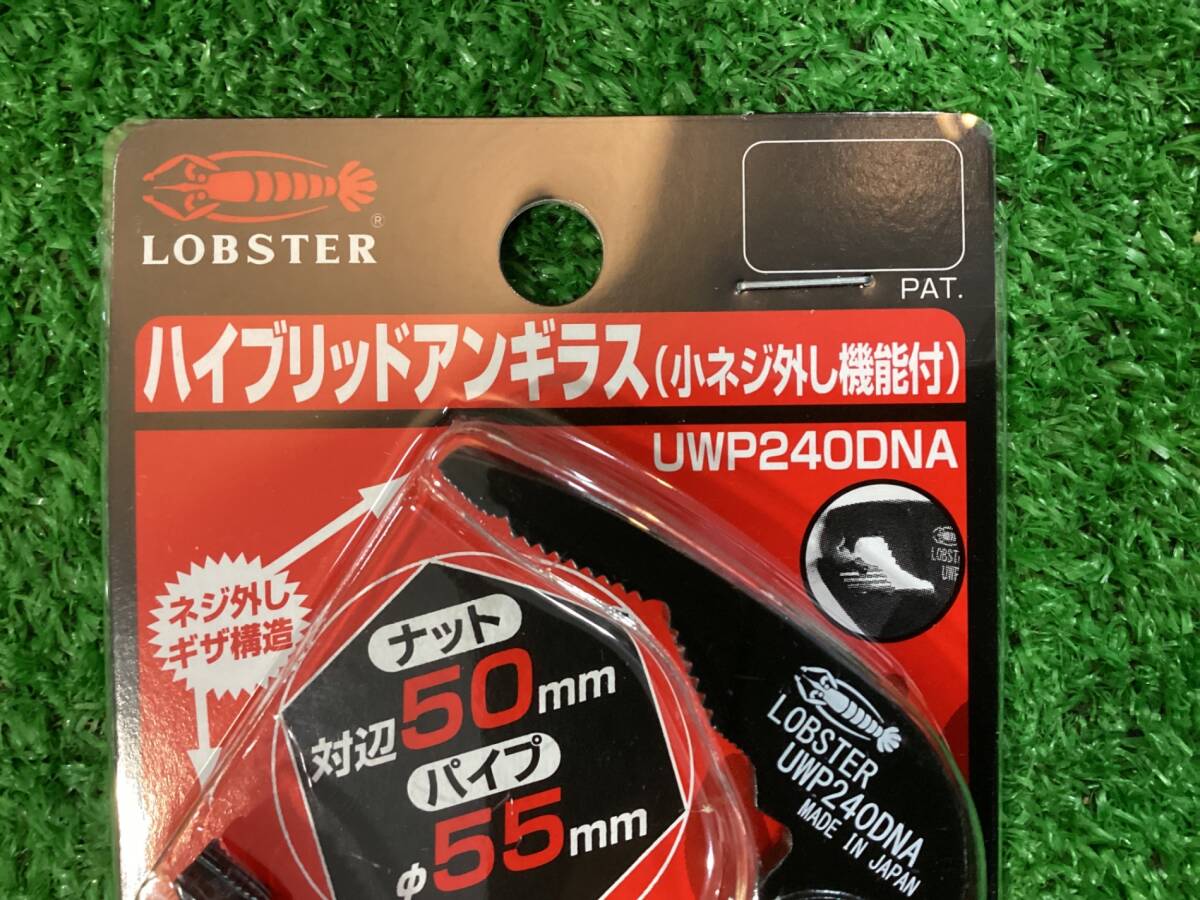 LOBSTER®
PAT.
ハイブリッドアンギラス(小ネジ外し機能付)
UWP240DNA
ネジ外し
ギザ構造
ナット
対辺50mm
パイプ
φ55mm
LOBSTER
UWP240DNA
MADE IN JAPAN